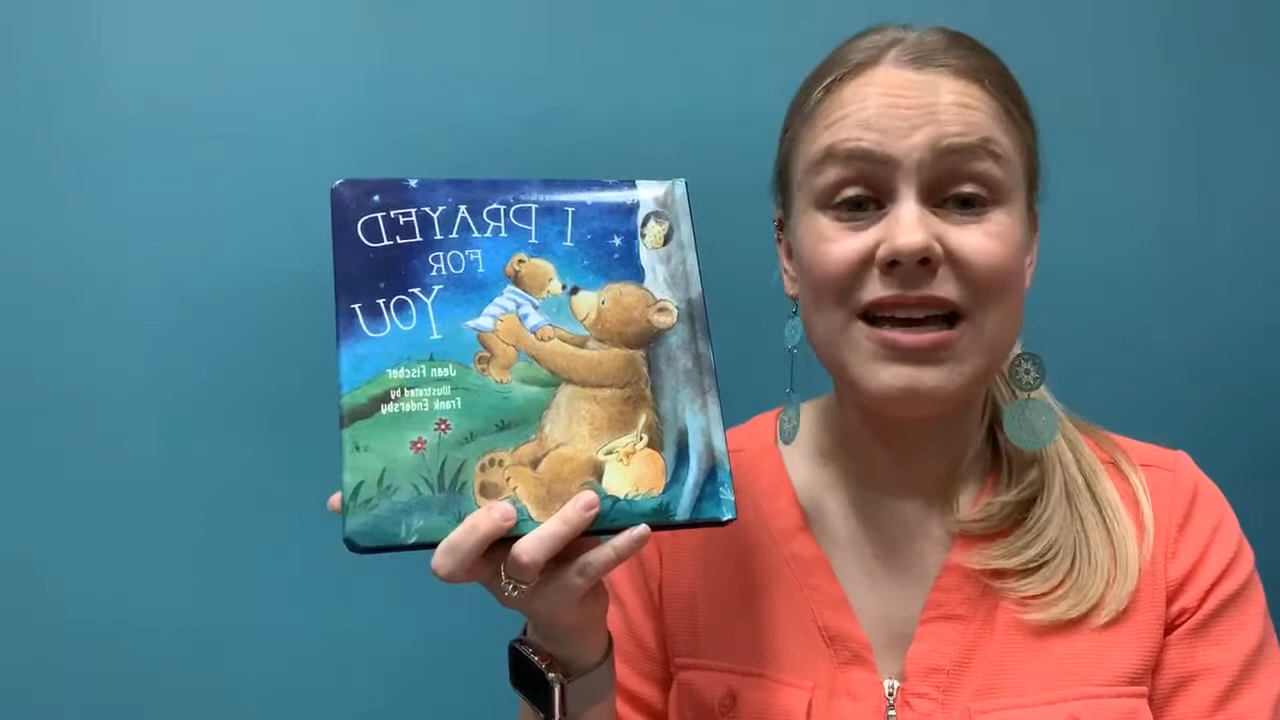 I PRAYED
FOR
YOU
Jean Fischer
Illustrated by
Frank Endersby